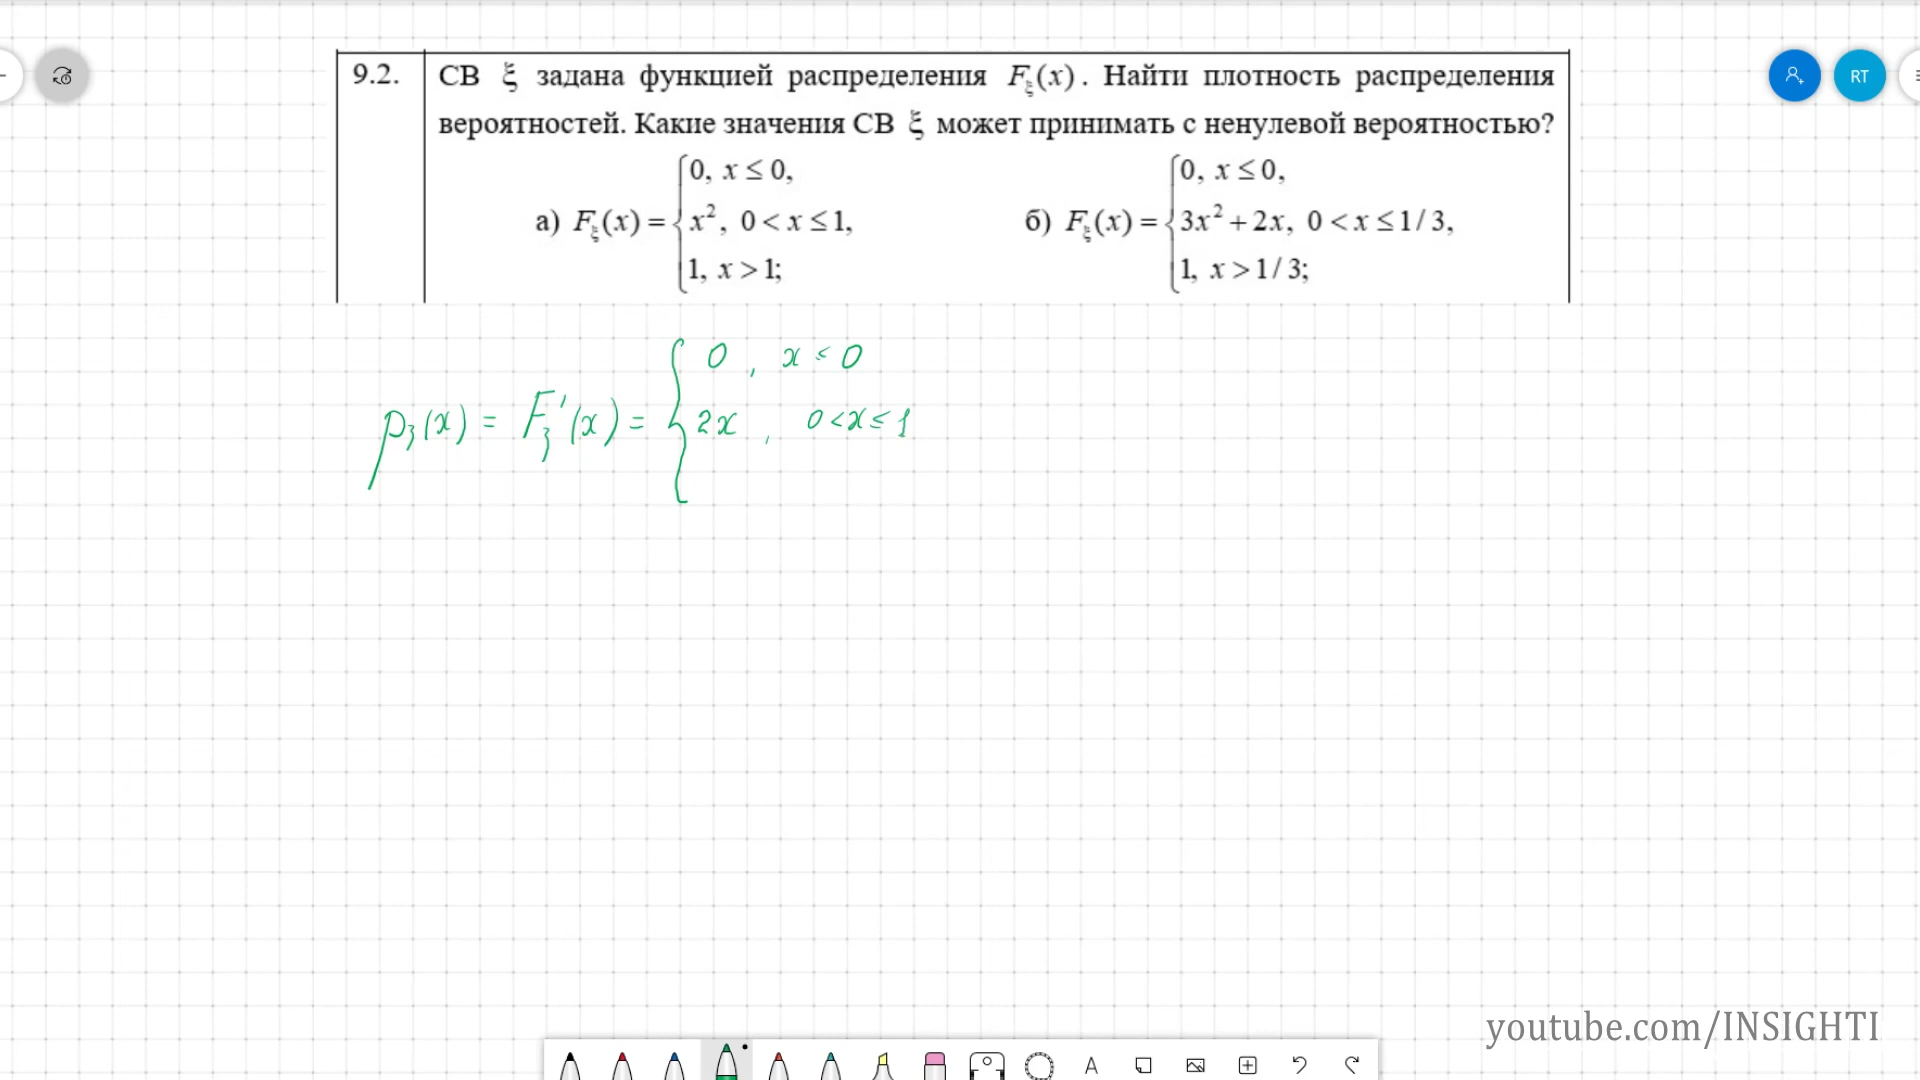 9.2. СВ ξ задана функцией распределения F_ξ(x). Найти плотность распределения
вероятностей. Какие значения СВ ξ может принимать с ненулевой вероятностью?
а) F_ξ(x) = { 0, x ≤ 0,
x², 0 < x ≤ 1,
1, x > 1;
б) F_ξ(x) = { 0, x ≤ 0,
3x² + 2x, 0 < x ≤ 1/3,
1, x > 1/3;
p_ξ(x) = F_ξ'(x) = { 0, x ≤ 0
2x, 0 < x ≤ 1
RT
A
youtube.com/INSIGHTI